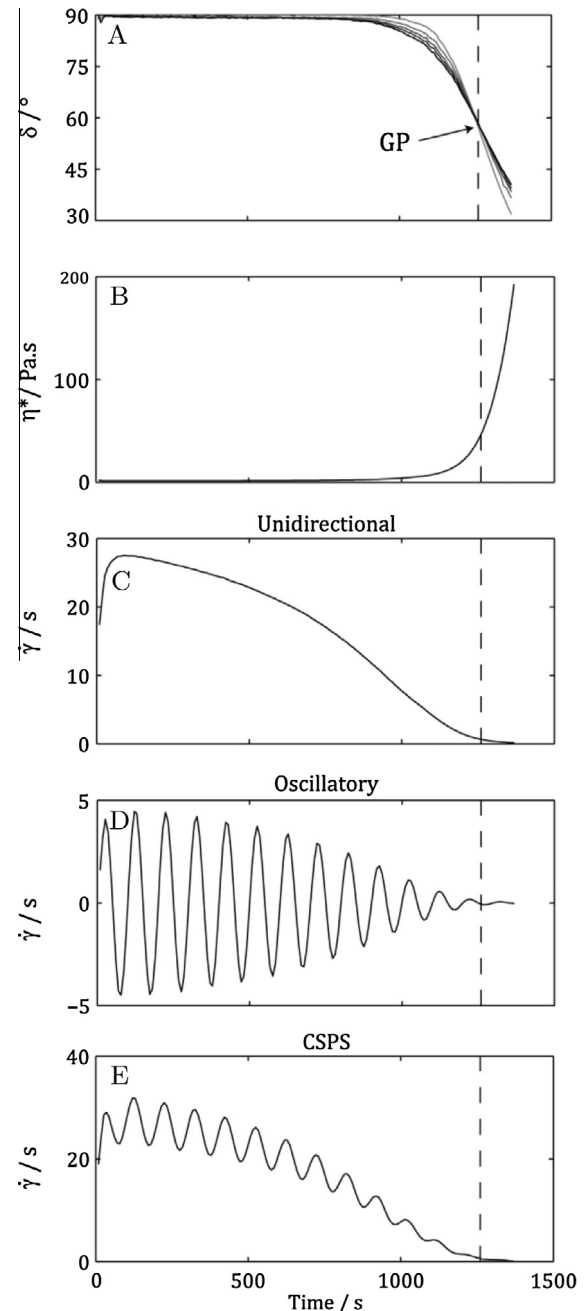 90
A
75
δ / °
60
GP
45
30
200
B
η*/ Pa.s
100
0
Unidirectional
30
C
20
γ̇ / s
10
0
Oscillatory
5
D
γ̇ / s
0
−5
CSPS
40
E
γ̇ / s
20
0
0 500 1000 1500
Time / s